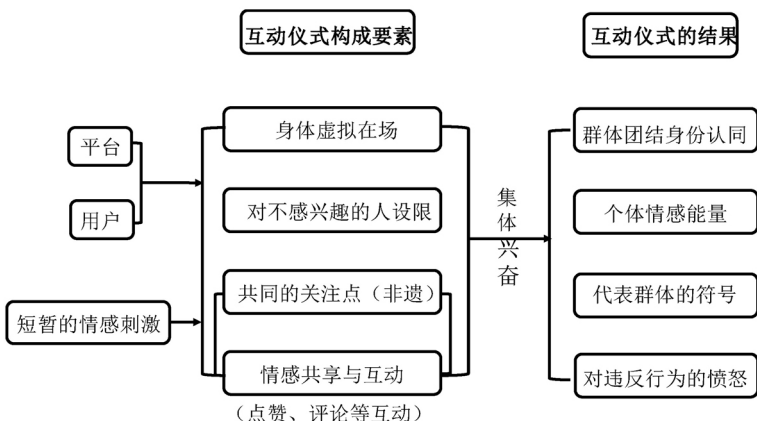 互动仪式构成要素
互动仪式的结果
平台
用户
短暂的情感刺激
身体虚拟在场
对不感兴趣的人设限
共同的关注点（非遗）
情感共享与互动
（点赞、评论等互动）
集体兴奋
群体团结身份认同
个体情感能量
代表群体的符号
对违反行为的愤怒